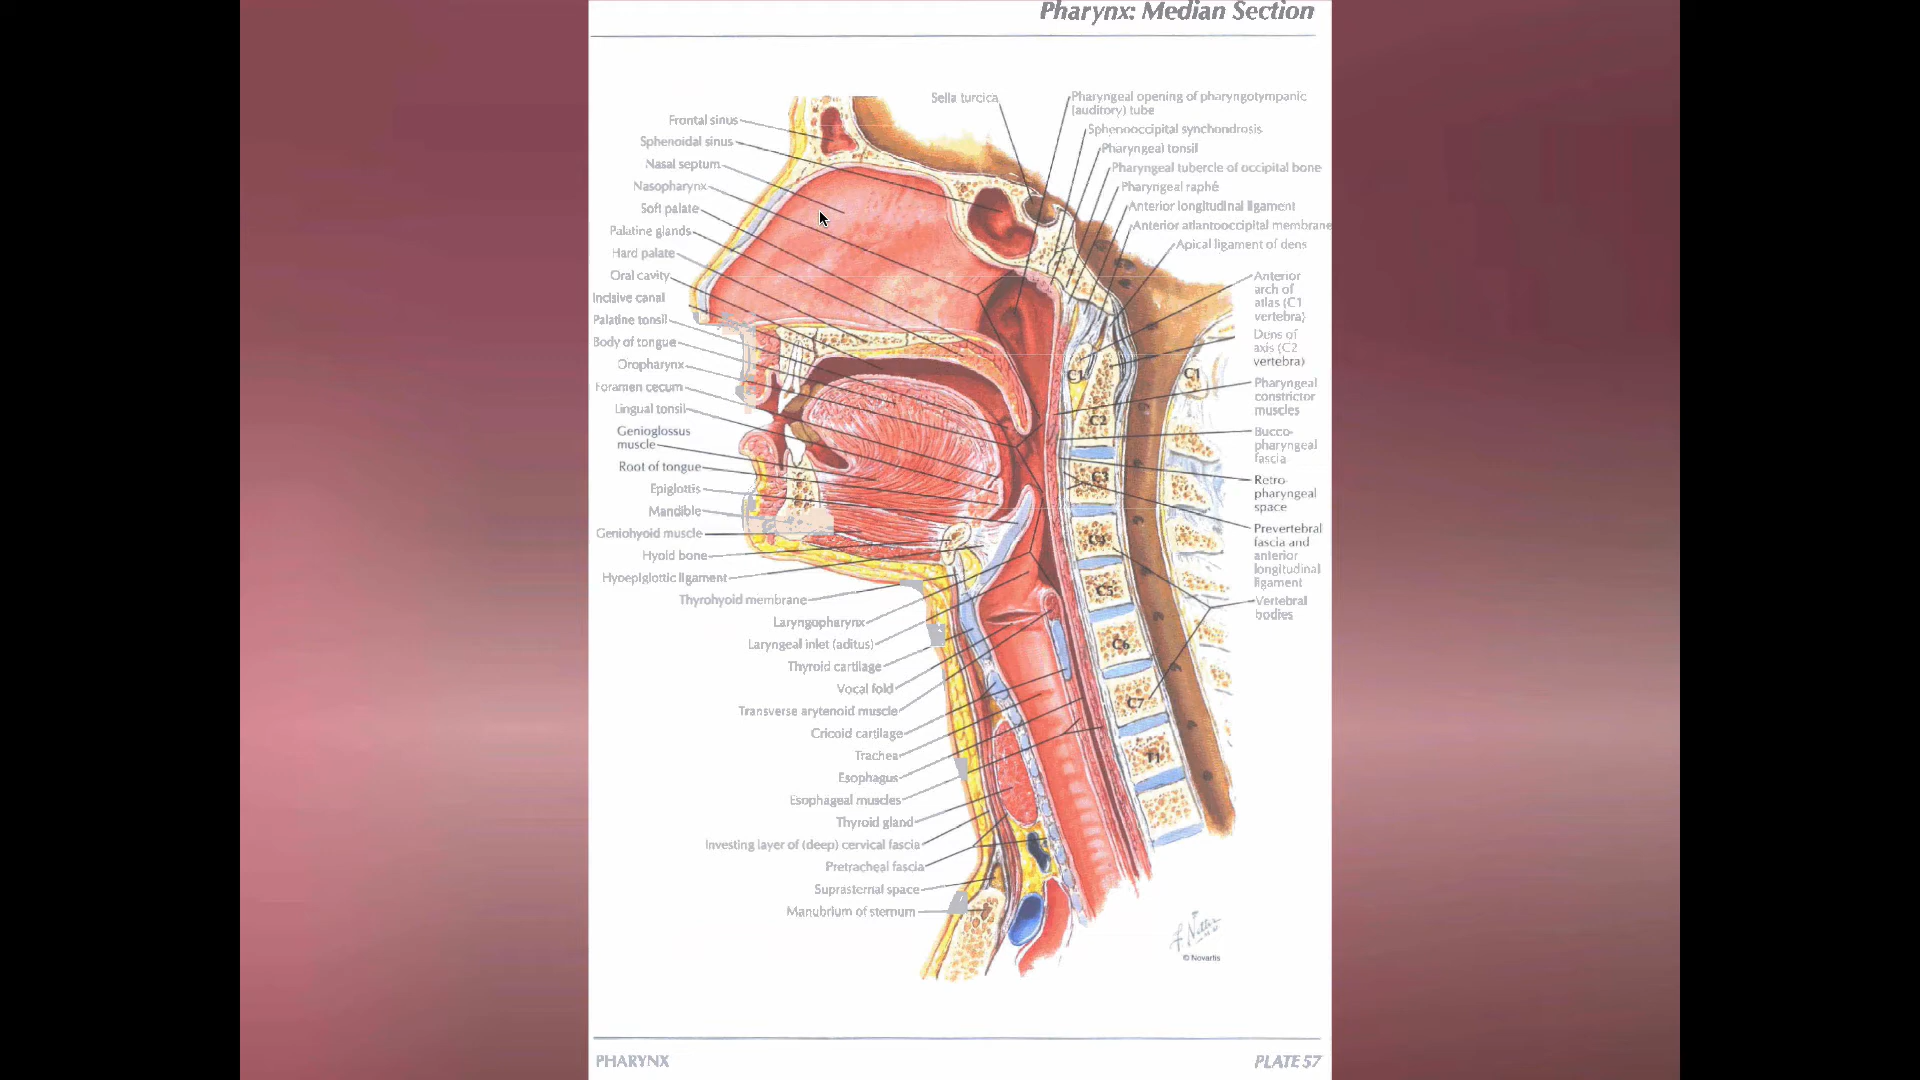 Pharynx: Median Section
Sella turcica
Frontal sinus
Sphenoidal sinus
Nasal septum
Nasopharynx
Soft palate
Palatine glands
Hard palate
Oral cavity
Incisive canal
Palatine tonsil
Body of tongue
Oropharynx
Foramen cecum
Lingual tonsil
Genioglossus
muscle
Root of tongue
Epiglottis
Mandible
Geniohyoid muscle
Hyoid bone
Hyoepiglottic ligament
Thyrohyoid membrane
Laryngopharynx
Laryngeal inlet (aditus)
Thyroid cartilage
Vocal fold
Transverse arytenoid muscle
Cricoid cartilage
Trachea
Esophagus
Esophageal muscles
Thyroid gland
Investing layer of (deep) cervical fascia
Pretracheal fascia
Suprasternal space
Manubrium of sternum
Pharyngeal opening of pharyngotympanic
(auditory) tube
Sphenooccipital synchondrosis
Pharyngeal tonsil
Pharyngeal tubercle of occipital bone
Pharyngeal raphé
Anterior longitudinal ligament
Anterior atlantooccipital membrane
Apical ligament of dens
Anterior
arch of
atlas (C1
vertebra)
Dens of
axis (C2
vertebra)
Pharyngeal
constrictor
muscles
Bucco-
pharyngeal
fascia
Retro-
pharyngeal
space
Prevertebral
fascia and
anterior
longitudinal
ligament
Vertebral
bodies
C1
C1
C2
C3
C4
C5
C6
C7
T1
F. Netter
© Novartis
PHARYNX
PLATE 57